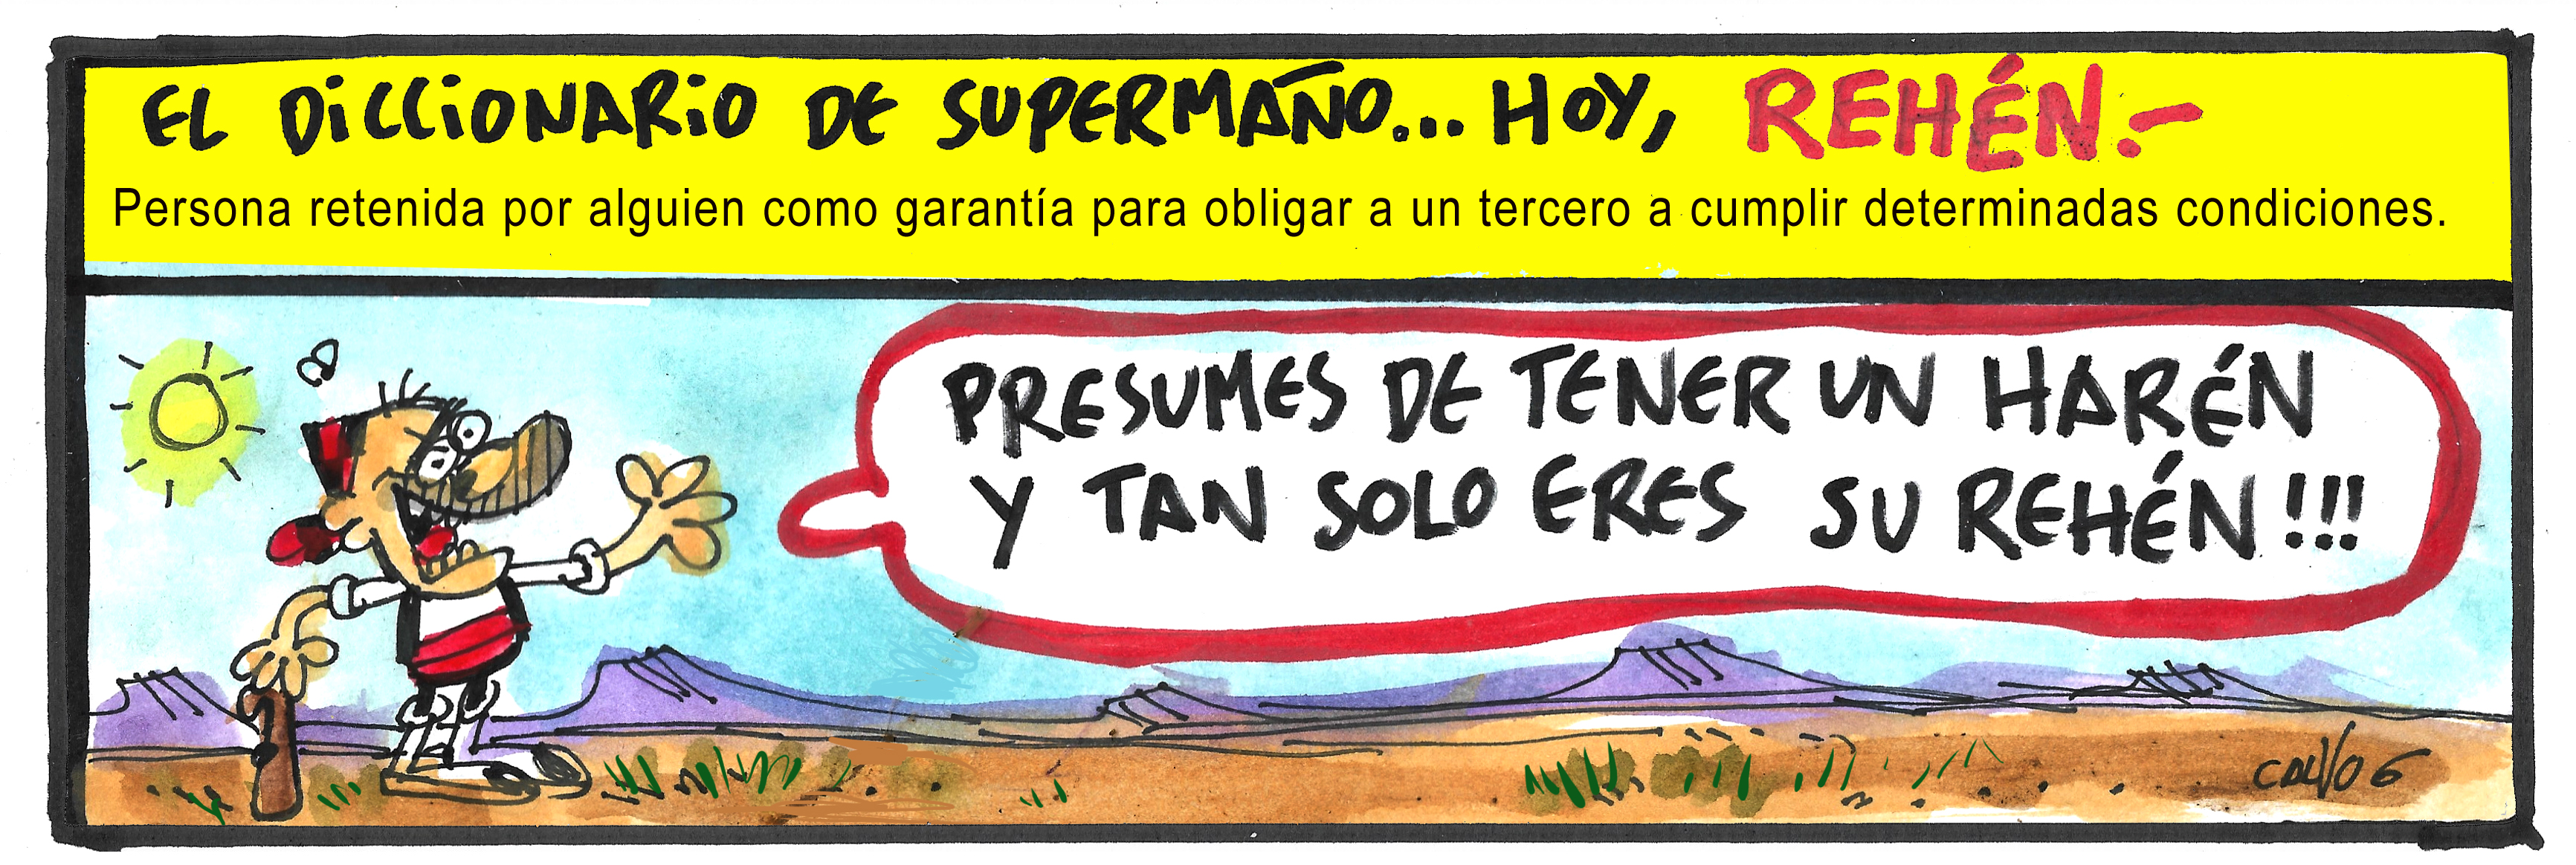 EL DICCIONARIO DE SUPERMAÑO... HOY, REHÉN.-
Persona retenida por alguien como garantía para obligar a un tercero a cumplir determinadas condiciones.
PRESUMES DE TENER UN HARÉN
Y TAN SOLO ERES SU REHÉN!!!
CALVO 6